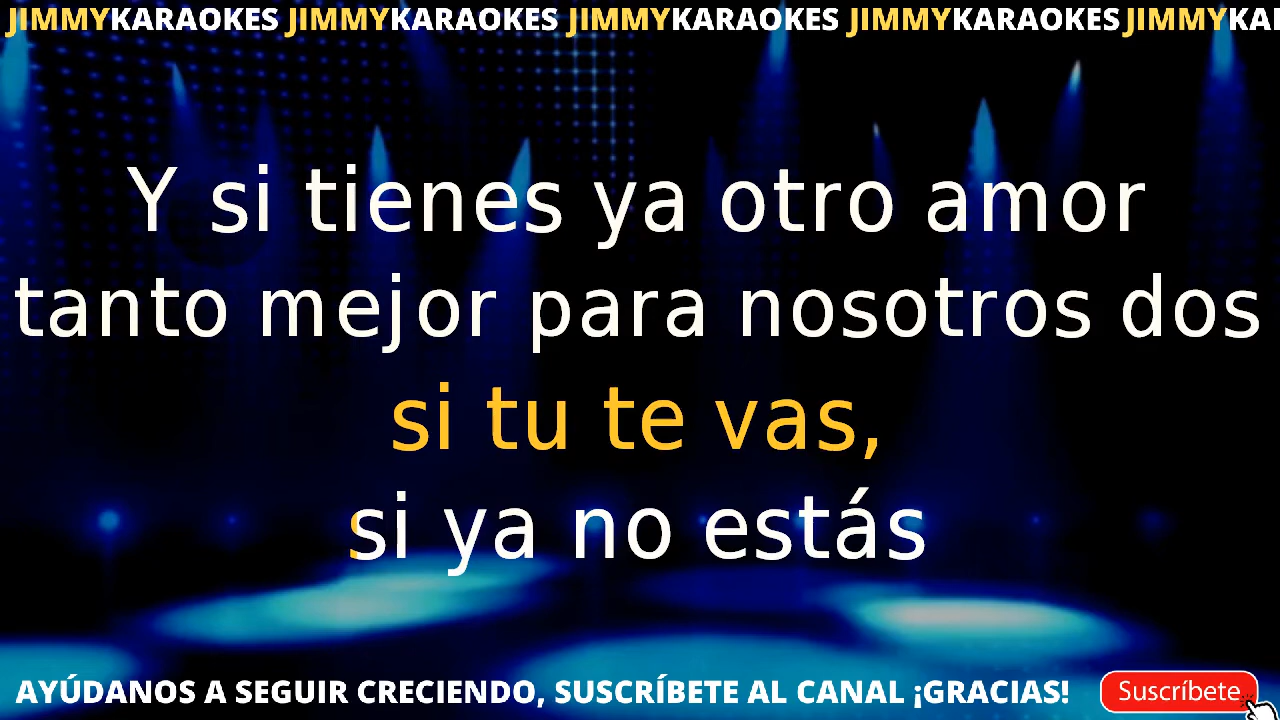 JIMMYKARAOKES JIMMYKARAOKES JIMMYKARAOKES JIMMYKARAOKES JIMMYKA
Y si tienes ya otro amor
tanto mejor para nosotros dos
si tu te vas,
si ya no estás
AYÚDANOS A SEGUIR CRECIENDO, SUSCRÍBETE AL CANAL ¡GRACIAS!
Suscríbete